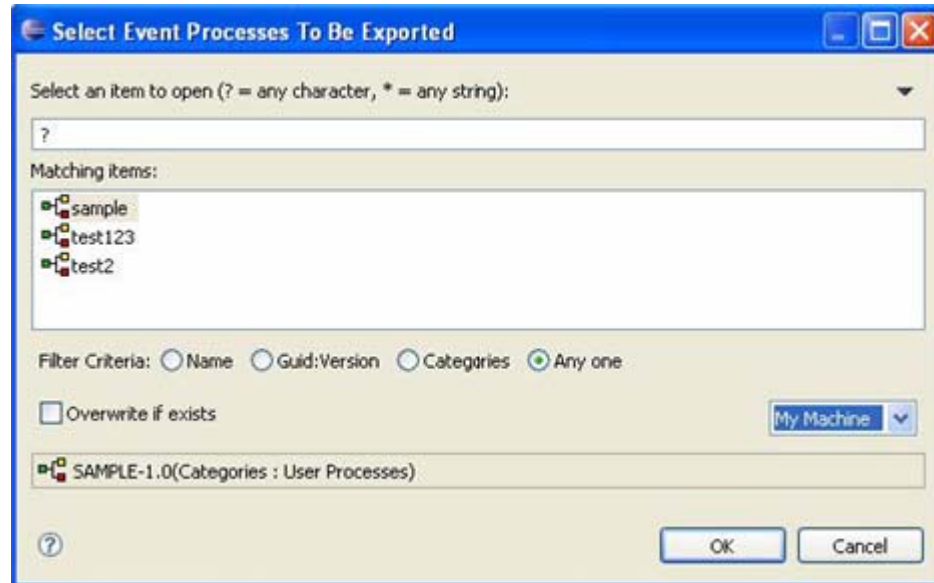 Select Event Processes To Be Exported
Select an item to open (? = any character, * = any string):
?
Matching items:
sample
test123
test2
Filter Criteria: Name Guid:Version Categories Any one
Overwrite if exists My Machine
SAMPLE-1.0(Categories : User Processes)
? OK Cancel